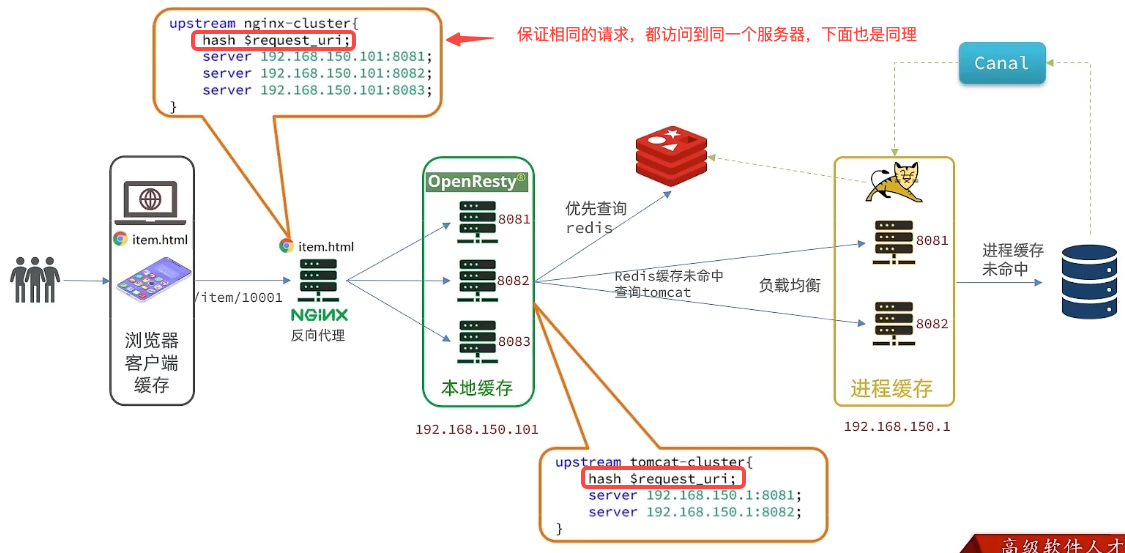 upstream nginx-cluster{
hash $request_uri;
server 192.168.150.101:8081;
server 192.168.150.101:8082;
server 192.168.150.101:8083;
}
保证相同的请求，都访问到同一个服务器，下面也是同理
Canal
item.html
浏览器
客户端
缓存
/item/10001
item.html
NGINX
反向代理
OpenResty®
8081
8082
8083
本地缓存
192.168.150.101
优先查询
redis
Redis缓存未命中
查询tomcat
负载均衡
8081
8082
进程缓存
192.168.150.1
进程缓存
未命中
upstream tomcat-cluster{
hash $request_uri;
server 192.168.150.1:8081;
server 192.168.150.1:8082;
}
高级软件人才